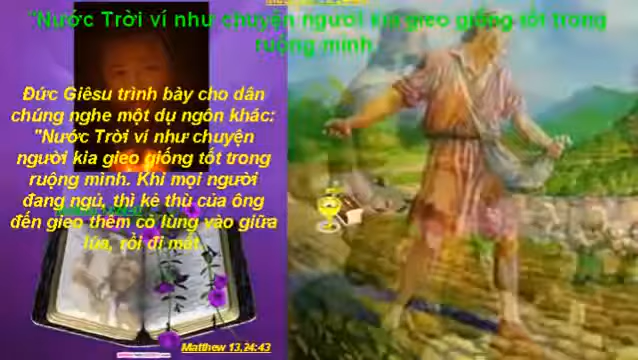 "Nước Trời ví như chuyện người kia gieo giống tốt trong
ruộng mình.
Đức Giêsu trình bày cho dân
chúng nghe một dụ ngôn khác:
"Nước Trời ví như chuyện
người kia gieo giống tốt trong
ruộng mình. Khi mọi người
đang ngủ, thì kẻ thù của ông
đến gieo thêm cỏ lùng vào giữa
lúa, rồi đi mất.
Matthew 13,24:43